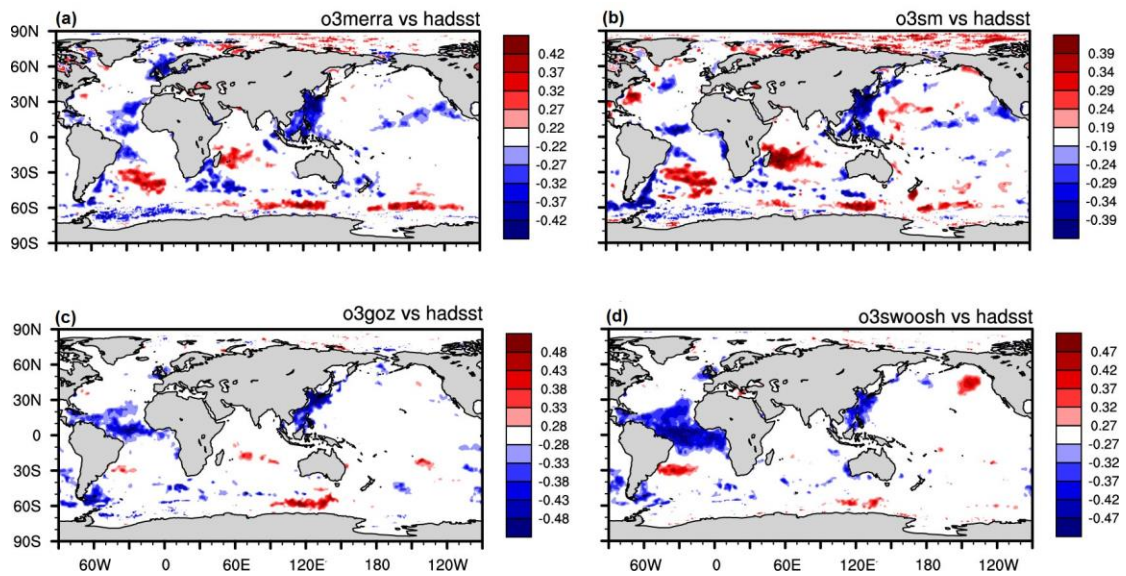 (a) o3merra vs hadsst
90N
60N
30N
0
30S
60S
90S
0.42
0.37
0.32
0.27
0.22
-0.22
-0.27
-0.32
-0.37
-0.42
(b) o3sm vs hadsst
90N
60N
30N
0
30S
60S
90S
0.39
0.34
0.29
0.24
0.19
-0.19
-0.24
-0.29
-0.34
-0.39
(c) o3goz vs hadsst
90N
60N
30N
0
30S
60S
90S
60W 0 60E 120E 180 120W
0.48
0.43
0.38
0.33
0.28
-0.28
-0.33
-0.38
-0.43
-0.48
(d) o3swoosh vs hadsst
90N
60N
30N
0
30S
60S
90S
60W 0 60E 120E 180 120W
0.47
0.42
0.37
0.32
0.27
-0.27
-0.32
-0.37
-0.42
-0.47